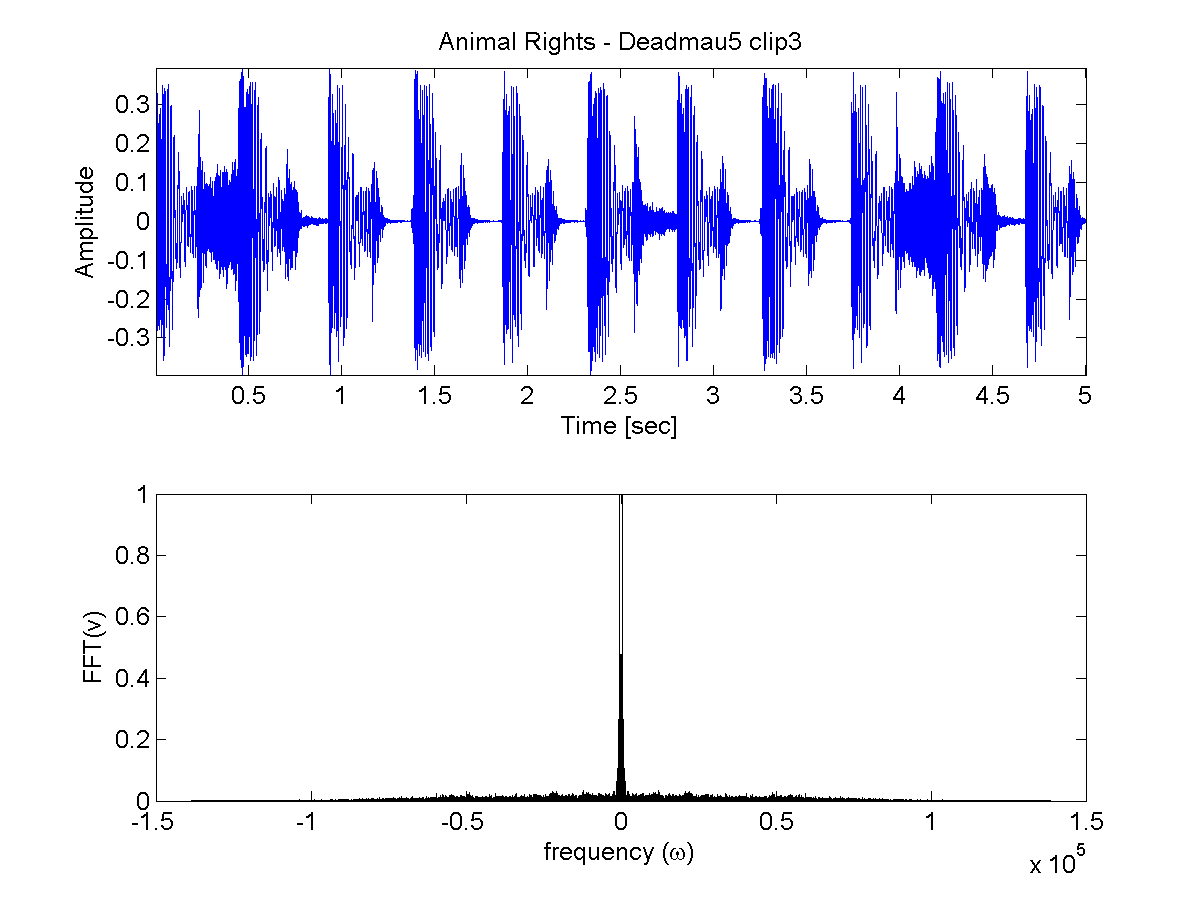 Animal Rights - Deadmau5 clip3
0.3
0.2
0.1
0
-0.1
-0.2
-0.3
Amplitude
0.5 1 1.5 2 2.5 3 3.5 4 4.5 5
Time [sec]
1
0.8
0.6
0.4
0.2
0
FFT(v)
-1.5 -1 -0.5 0 0.5 1 1.5
frequency (ω)
x 10^5